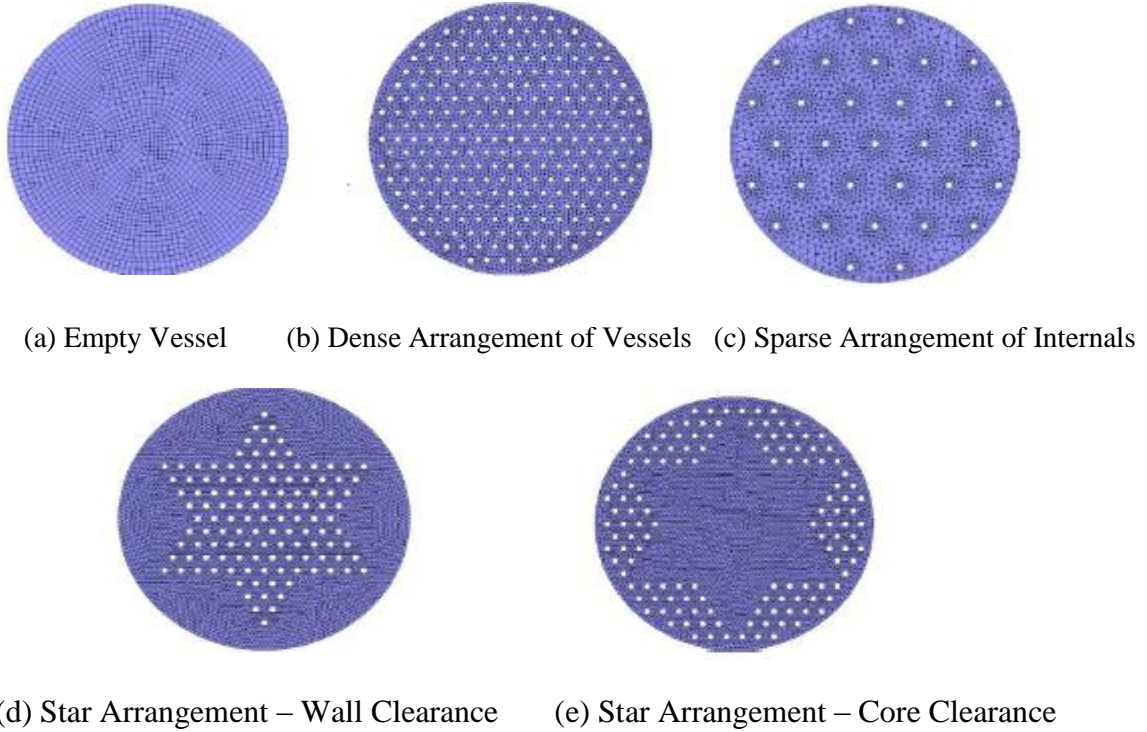 (a) Empty Vessel (b) Dense Arrangement of Vessels (c) Sparse Arrangement of Internals
(d) Star Arrangement – Wall Clearance (e) Star Arrangement – Core Clearance